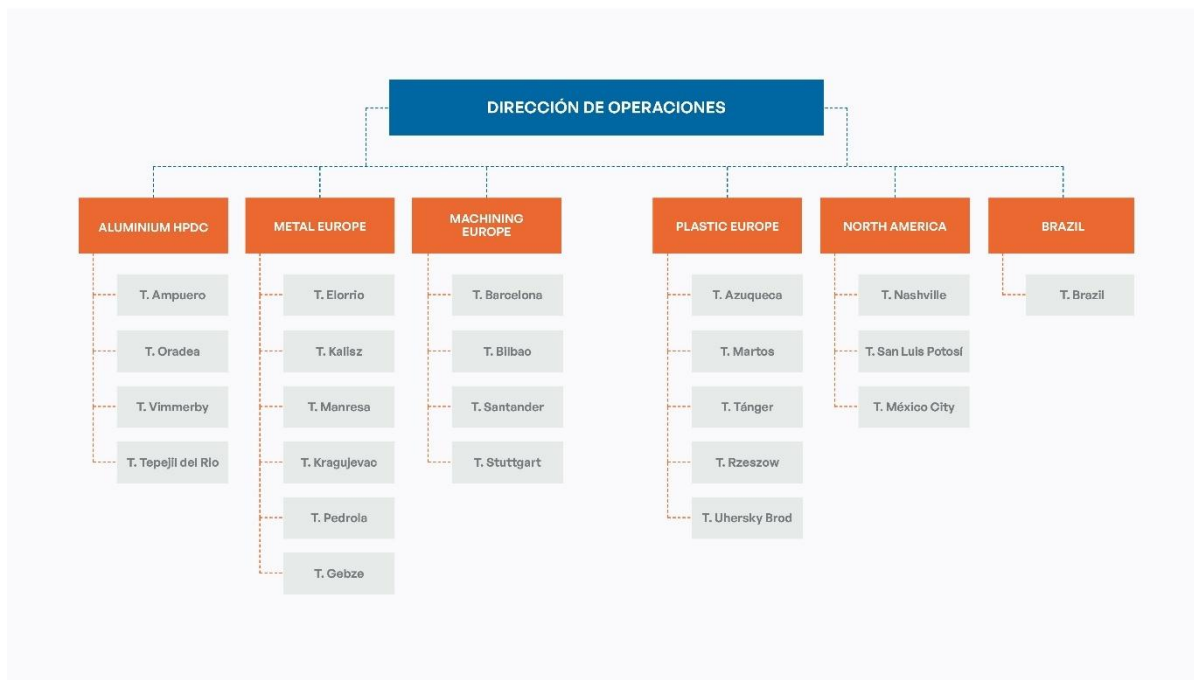 DIRECCIÓN DE OPERACIONES
ALUMINIUM HPDC
T. Ampuero
T. Oradea
T. Vimmerby
T. Tepejil del RIo
METAL EUROPE
T. Elorrio
T. Kalisz
T. Manresa
T. Kragujevac
T. Pedrola
T. Gebze
MACHINING
EUROPE
T. Barcelona
T. Bilbao
T. Santander
T. Stuttgart
PLASTIC EUROPE
T. Azuqueca
T. Martos
T. Tánger
T. Rzeszow
T. Uhersky Brod
NORTH AMERICA
T. Nashville
T. San Luis Potosí
T. México City
BRAZIL
T. Brazil